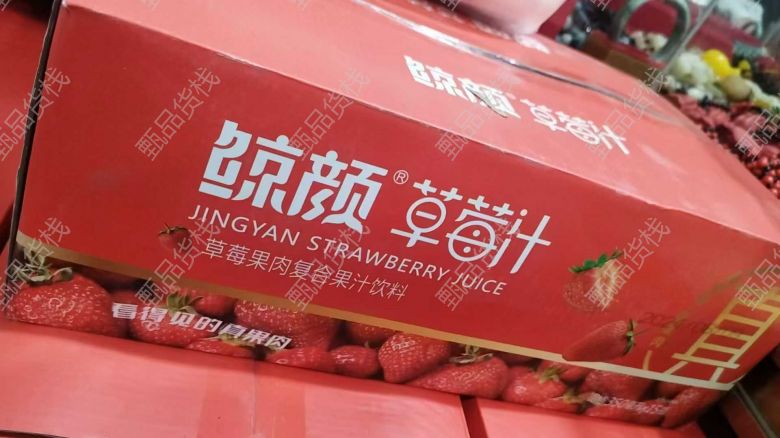 鲸颜 草莓汁
鲸颜® 草莓汁
JINGYAN STRAWBERRY JUICE
草莓果肉复合果汁饮料
看得见的真果肉
甄品货栈